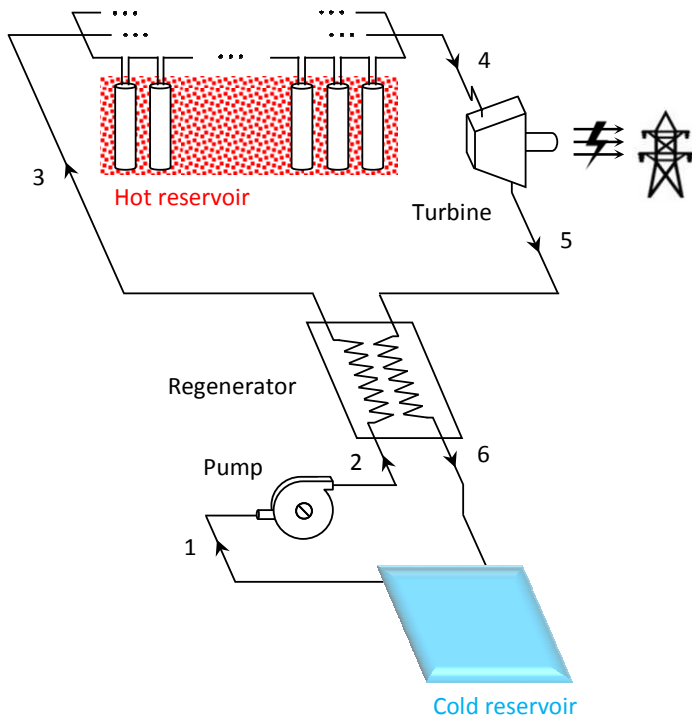 4
3
Hot reservoir
Turbine
5
Regenerator
Pump
2
6
1
Cold reservoir